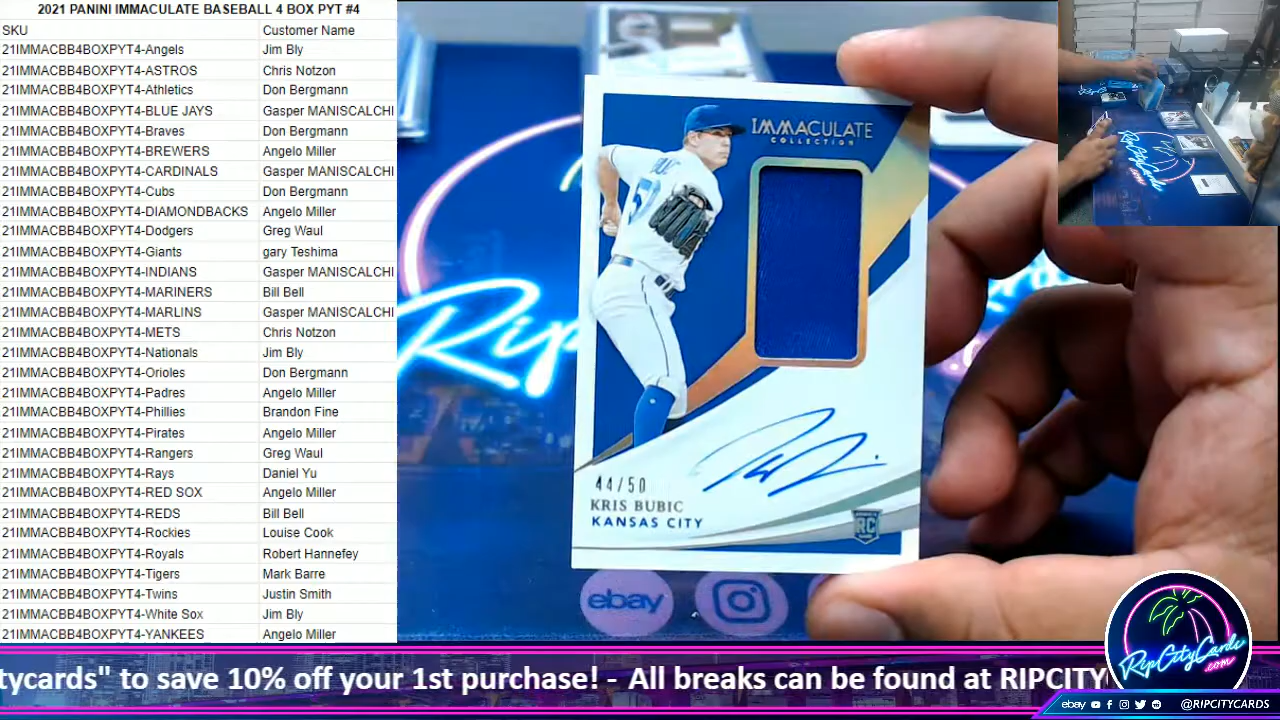 2021 PANINI IMMACULATE BASEBALL 4 BOX PYT #4
SKU Customer Name
21IMMACBB4BOXPYT4-Angels Jim Bly
21IMMACBB4BOXPYT4-ASTROS Chris Notzon
21IMMACBB4BOXPYT4-Athletics Don Bergmann
21IMMACBB4BOXPYT4-BLUE JAYS Gasper MANISCALCHI
21IMMACBB4BOXPYT4-Braves Don Bergmann
21IMMACBB4BOXPYT4-BREWERS Angelo Miller
21IMMACBB4BOXPYT4-CARDINALS Gasper MANISCALCHI
21IMMACBB4BOXPYT4-Cubs Don Bergmann
21IMMACBB4BOXPYT4-DIAMONDBACKS Angelo Miller
21IMMACBB4BOXPYT4-Dodgers Greg Waul
21IMMACBB4BOXPYT4-Giants gary Teshima
21IMMACBB4BOXPYT4-INDIANS Gasper MANISCALCHI
21IMMACBB4BOXPYT4-MARINERS Bill Bell
21IMMACBB4BOXPYT4-MARLINS Gasper MANISCALCHI
21IMMACBB4BOXPYT4-METS Chris Notzon
21IMMACBB4BOXPYT4-Nationals Jim Bly
21IMMACBB4BOXPYT4-Orioles Don Bergmann
21IMMACBB4BOXPYT4-Padres Angelo Miller
21IMMACBB4BOXPYT4-Phillies Brandon Fine
21IMMACBB4BOXPYT4-Pirates Angelo Miller
21IMMACBB4BOXPYT4-Rangers Greg Waul
21IMMACBB4BOXPYT4-Rays Daniel Yu
21IMMACBB4BOXPYT4-RED SOX Angelo Miller
21IMMACBB4BOXPYT4-REDS Bill Bell
21IMMACBB4BOXPYT4-Rockies Louise Cook
21IMMACBB4BOXPYT4-Royals Robert Hannefey
21IMMACBB4BOXPYT4-Tigers Mark Barre
21IMMACBB4BOXPYT4-Twins Justin Smith
21IMMACBB4BOXPYT4-White Sox Jim Bly
21IMMACBB4BOXPYT4-YANKEES Angelo Miller
IMMACULATE
COLLECTION
44/50
KRIS BUBIC
KANSAS CITY
RC
Rip
ebay
RipCityCards
RipCityCards
.com
tycards" to save 10% off your 1st purchase! - All breaks can be found at RIPCITY
ebay @RIPCITYCARDS